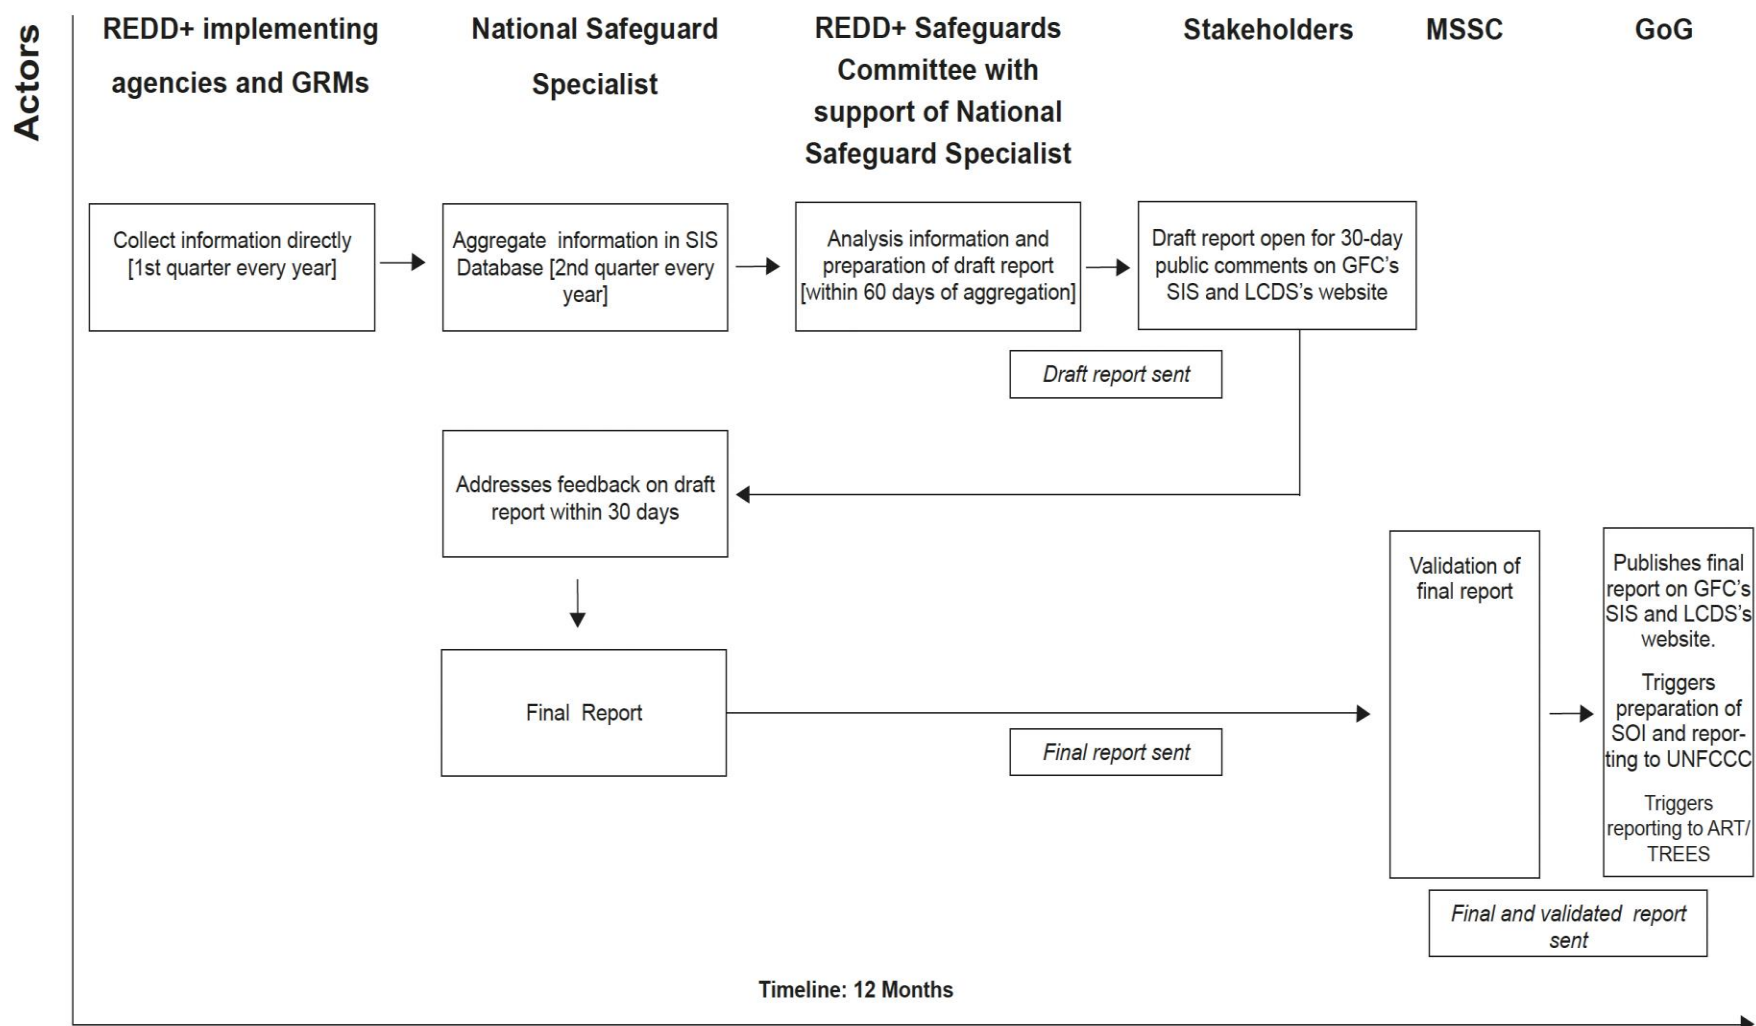 Actors
REDD+ implementing
agencies and GRMs
National Safeguard
Specialist
REDD+ Safeguards
Committee with
support of National
Safeguard Specialist
Stakeholders
MSSC
GoG
Collect information directly
[1st quarter every year]
Aggregate information in SIS
Database [2nd quarter every
year]
Analysis information and
preparation of draft report
[within 60 days of aggregation]
Draft report open for 30-day
public comments on GFC’s
SIS and LCDS’s website
Draft report sent
Addresses feedback on draft
report within 30 days
Final Report
Final report sent
Validation of
final report
Publishes final
report on GFC’s
SIS and LCDS’s
website.
Triggers
preparation of
SOI and repor-
ting to UNFCCC
Triggers
reporting to ART/
TREES
Final and validated report
sent
Timeline: 12 Months